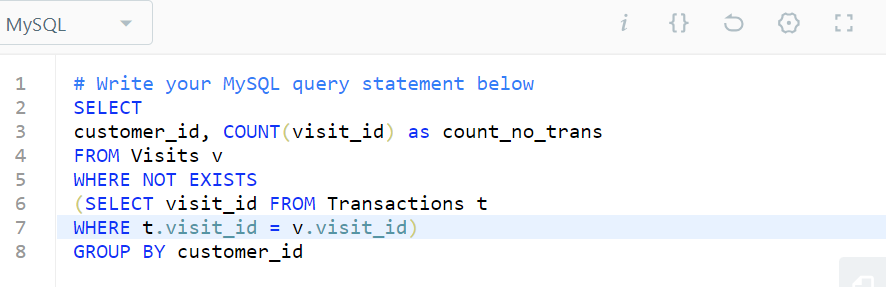 MySQL
1 # Write your MySQL query statement below
2 SELECT
3 customer_id, COUNT(visit_id) as count_no_trans
4 FROM Visits v
5 WHERE NOT EXISTS
6 (SELECT visit_id FROM Transactions t
7 WHERE t.visit_id = v.visit_id)
8 GROUP BY customer_id